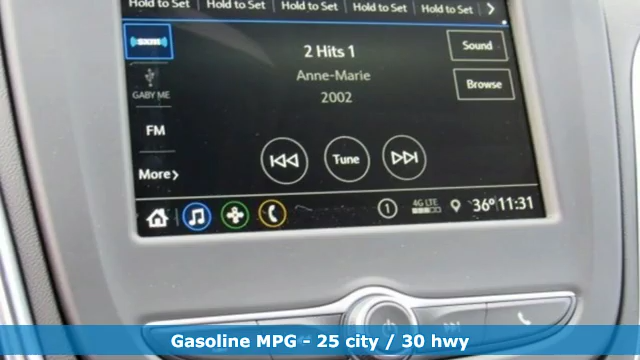 Hold to Set Hold to Set Hold to Set Hold to Set Hold to Set
sxm
2 Hits 1
Sound
Anne-Marie
GABY ME
Browse
2002
FM
Tune
More
1 4G LTE 36° 11:31
Gasoline MPG - 25 city / 30 hwy